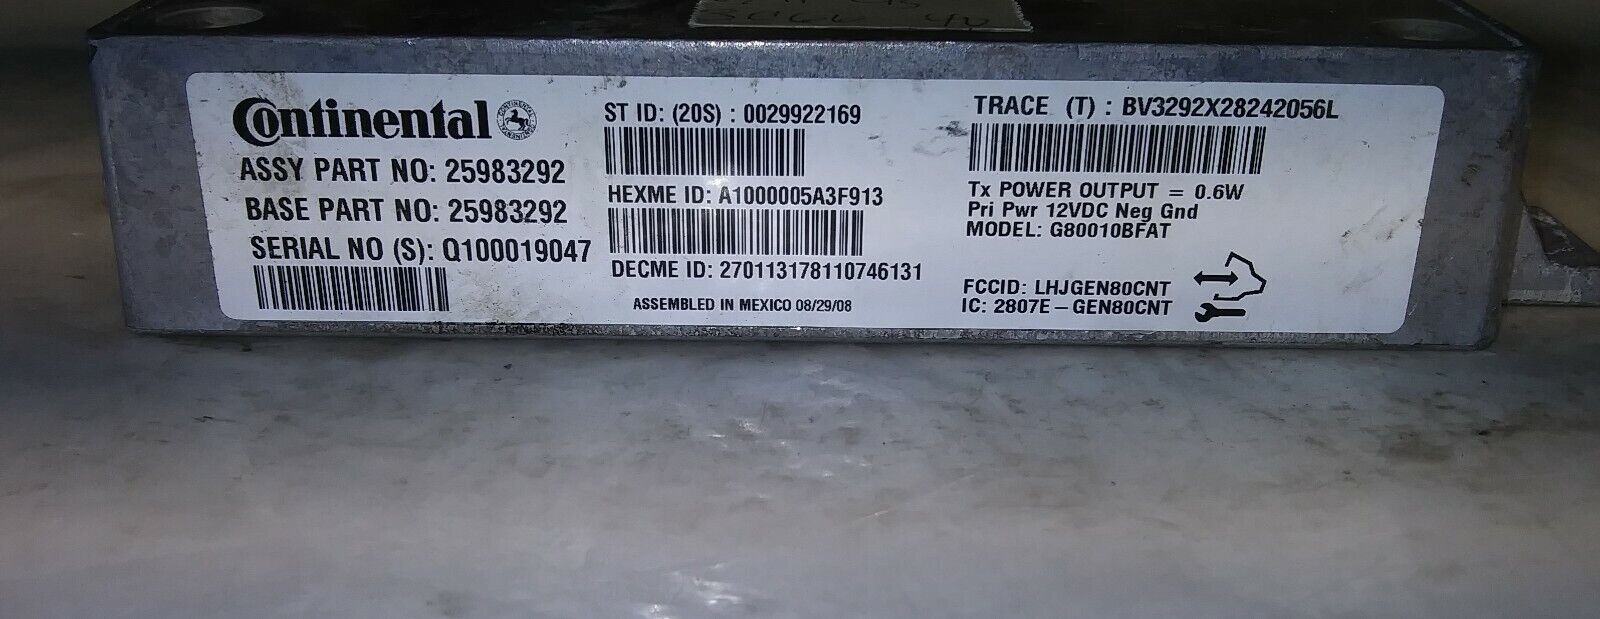 Continental
ASSY PART NO: 25983292
BASE PART NO: 25983292
SERIAL NO (S): Q100019047
ST ID: (20S) : 0029922169
HEXME ID: A1000005A3F913
DECME ID: 270113178110746131
ASSEMBLED IN MEXICO 08/29/08
TRACE (T) : BV3292X28242056L
Tx POWER OUTPUT = 0.6W
Pri Pwr 12VDC Neg Gnd
MODEL: G80010BFAT
FCCID: LHJGEN80CNT
IC: 2807E-GEN80CNT